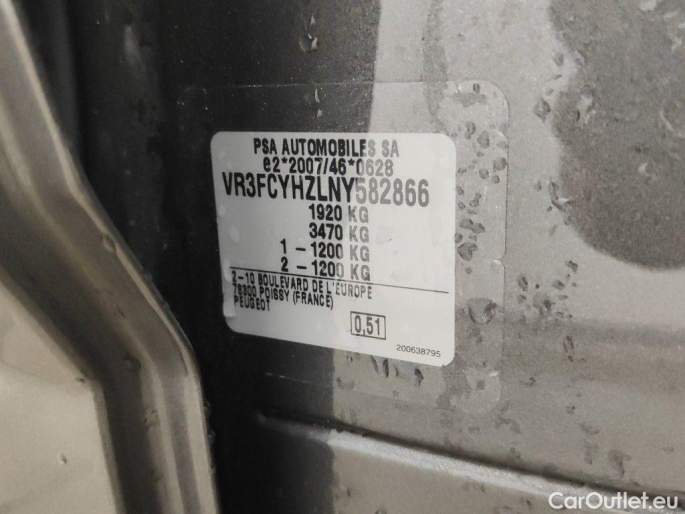 PSA AUTOMOBILES SA
e2*2007/46*0628
VR3FCYHZLNY582866
1920 KG
3470 KG
1 - 1200 KG
2 - 1200 KG
2-10 BOULEVARD DE L'EUROPE
78300 POISSY (FRANCE)
PEUGEOT
0,51
200638795
CarOutlet.eu